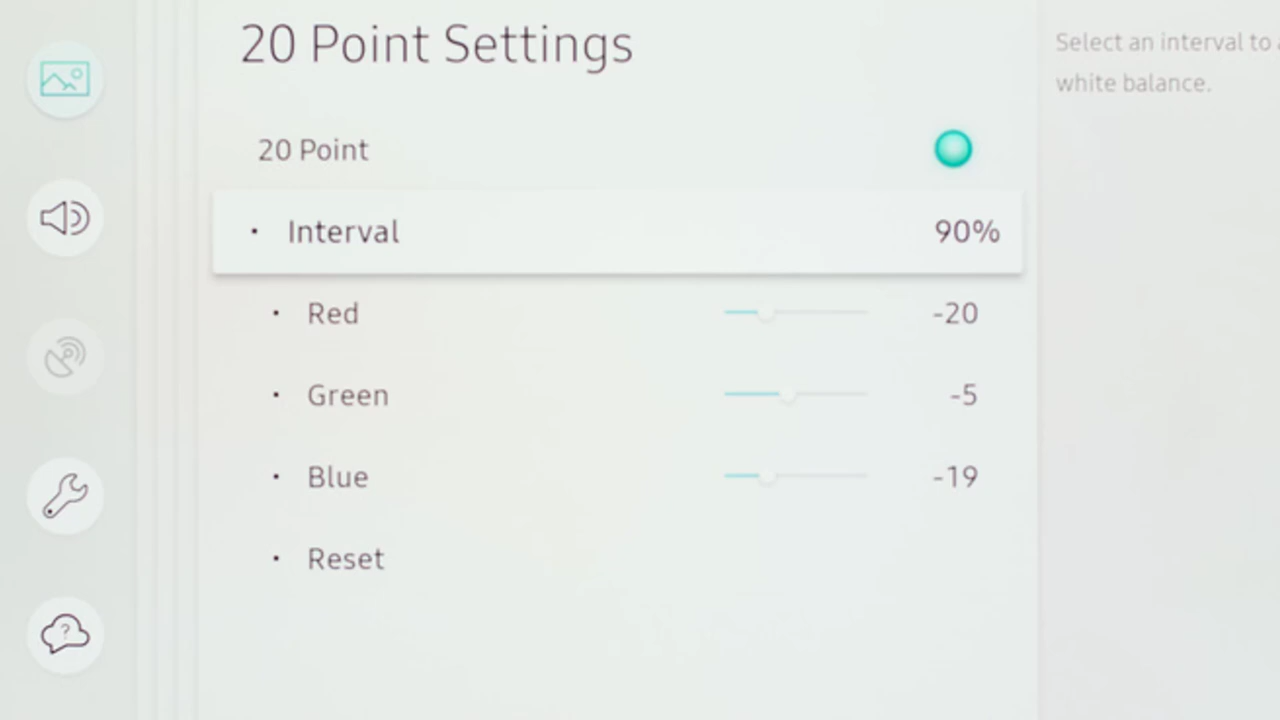 20 Point Settings
Select an interval to
white balance.
20 Point
• Interval 90%
• Red -20
• Green -5
• Blue -19
• Reset
?